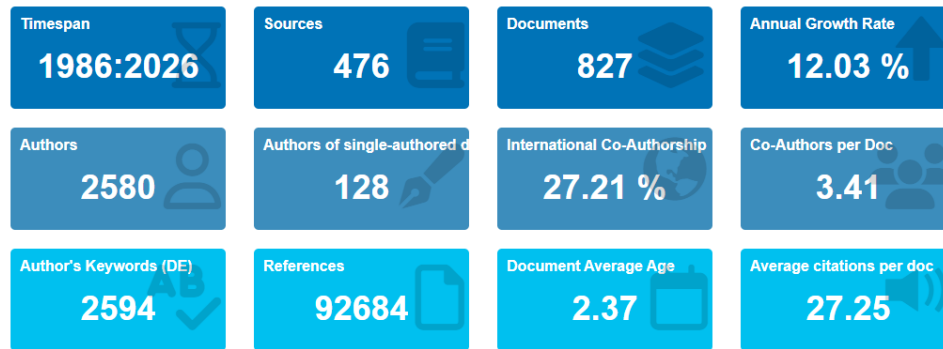 Timespan
1986:2026
Sources
476
Documents
827
Annual Growth Rate
12.03 %
Authors
2580
Authors of single-authored d
128
International Co-Authorship
27.21 %
Co-Authors per Doc
3.41
Author's Keywords (DE)
AB
2594
References
92684
Document Average Age
2.37
Average citations per doc
27.25